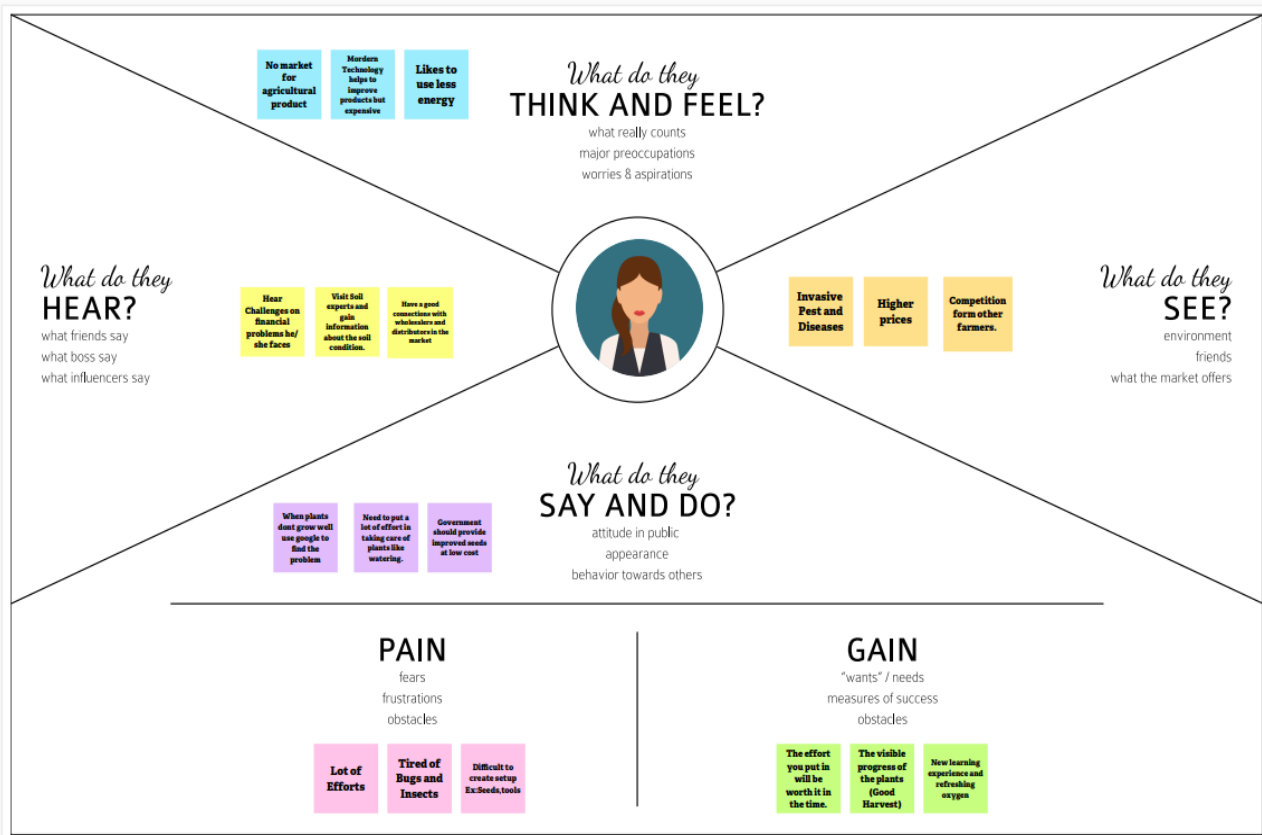 What do they
THINK AND FEEL?
what really counts
major preoccupations
worries & aspirations
No market
for
agricultural
product
Mordern
Technology
helps to
improve
products but
expensive
Likes to
use less
energy
What do they
HEAR?
what friends say
what boss say
what influencers say
Hear
Challenges on
financial
problems he/
she faces
Visit Soil
experts and
gain
information
about the soil
condition.
Have a good
connections with
wholesalers and
distributors in the
market
Invasive
Pest and
Diseases
Higher
prices
Competition
form other
farmers.
What do they
SEE?
environment
friends
what the market offers
What do they
SAY AND DO?
attitude in public
appearance
behavior towards others
When plants
dont grow well
use google to
find the
problem
Need to put a
lot of effort in
taking care of
plants like
watering.
Government
should provide
improved seeds
at low cost
PAIN
fears
frustrations
obstacles
Lot of
Efforts
Tired of
Bugs and
Insects
Difficult to
create setup
Ex:Seeds,tools
GAIN
"wants" / needs
measures of success
obstacles
The effort
you put in
will be
worth it in
the time.
The visible
progress of
the plants
(Good
Harvest)
New learning
experience and
refreshing
oxygen